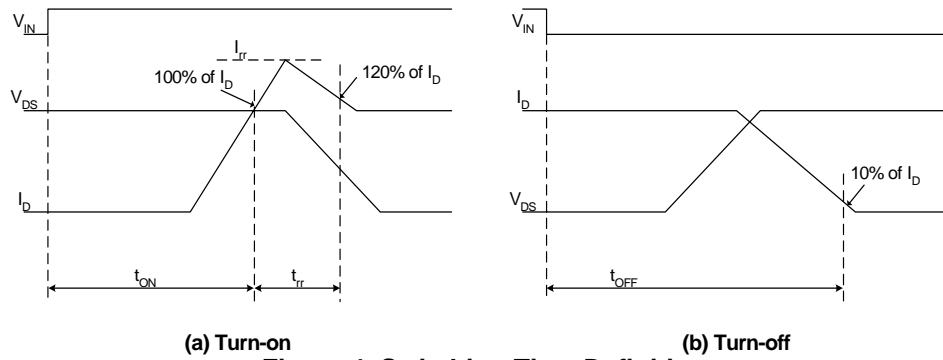 V_IN
I_rr
100% of I_D
120% of I_D
V_DS
I_D
t_ON
t_rr
(a) Turn-on
V_IN
I_D
10% of I_D
V_DS
t_OFF
(b) Turn-off